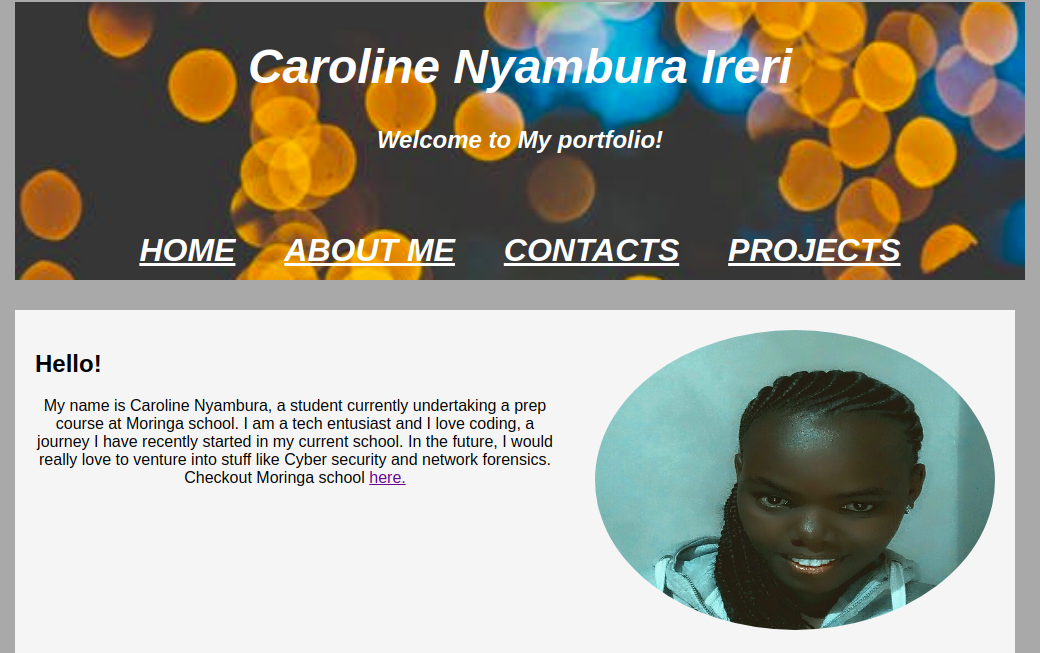 Caroline Nyambura Ireri
Welcome to My portfolio!
HOME ABOUT ME CONTACTS PROJECTS
Hello!
My name is Caroline Nyambura, a student currently undertaking a prep
course at Moringa school. I am a tech entusiast and I love coding, a
journey I have recently started in my current school. In the future, I would
really love to venture into stuff like Cyber security and network forensics.
Checkout Moringa school here.